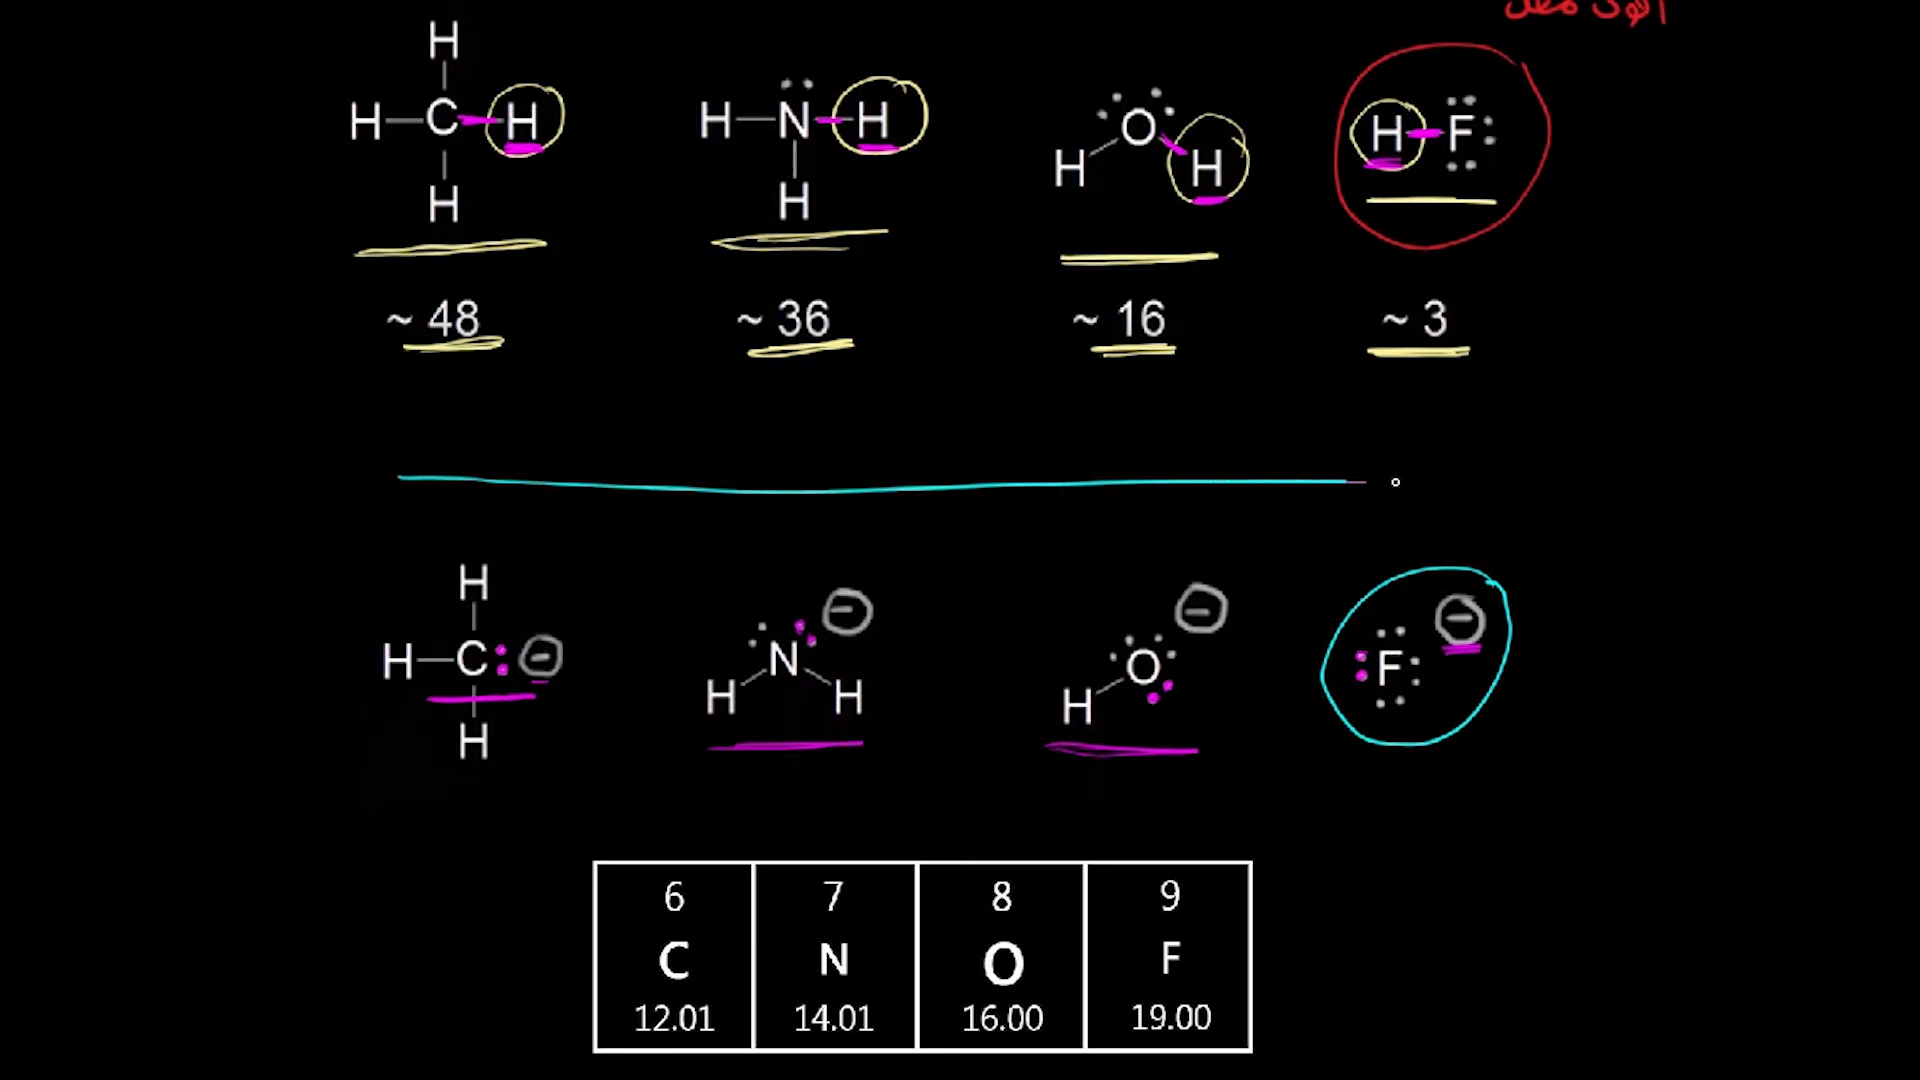 H H H C H H
H N H H
H O H
H F
~ 48 ~ 36 ~ 16 ~ 3
H H C H −
H N H −
H O −
F −
6 7 8 9
C N O F
12.01 14.01 16.00 19.00